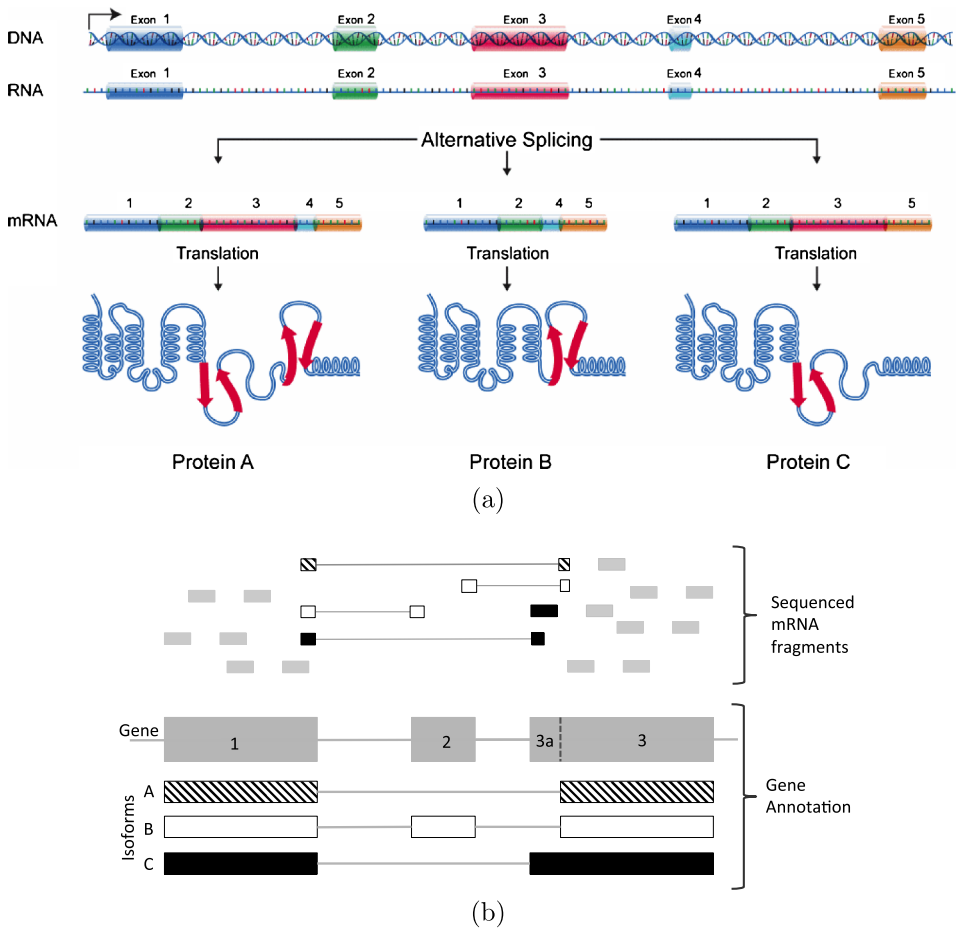 Exon 1 Exon 2 Exon 3 Exon 4 Exon 5
DNA
Exon 1 Exon 2 Exon 3 Exon 4 Exon 5
RNA
Alternative Splicing
1 2 3 4 5 1 2 4 5 1 2 3 5
mRNA
Translation Translation Translation
Protein A Protein B Protein C
(a)
Sequenced
mRNA
fragments
Gene
1 2 3a 3
Isoforms
A
B
C
Gene
Annotation
(b)